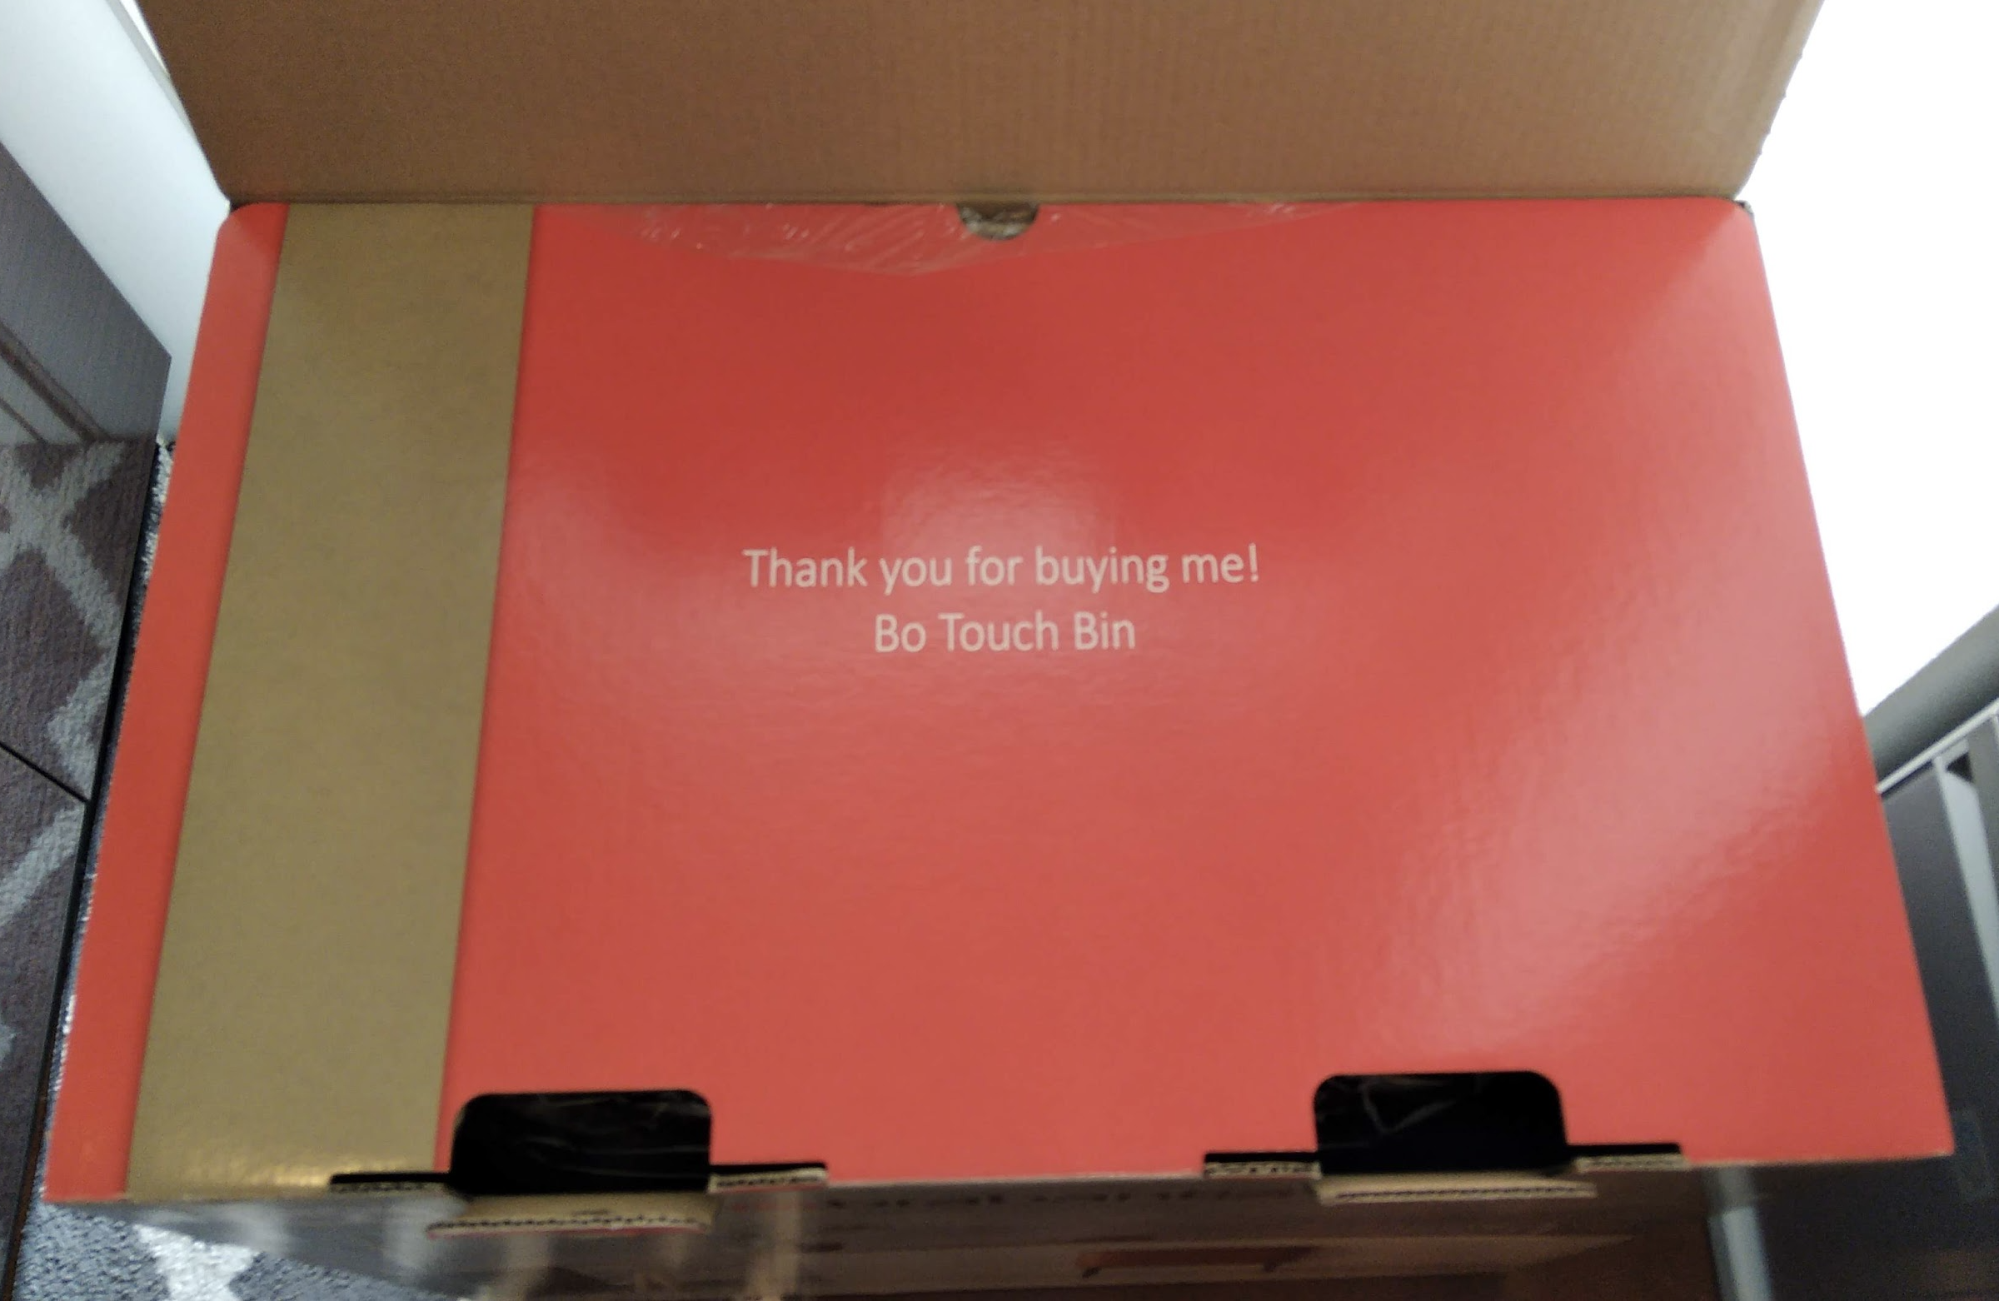 Thank you for buying me!
Bo Touch Bin